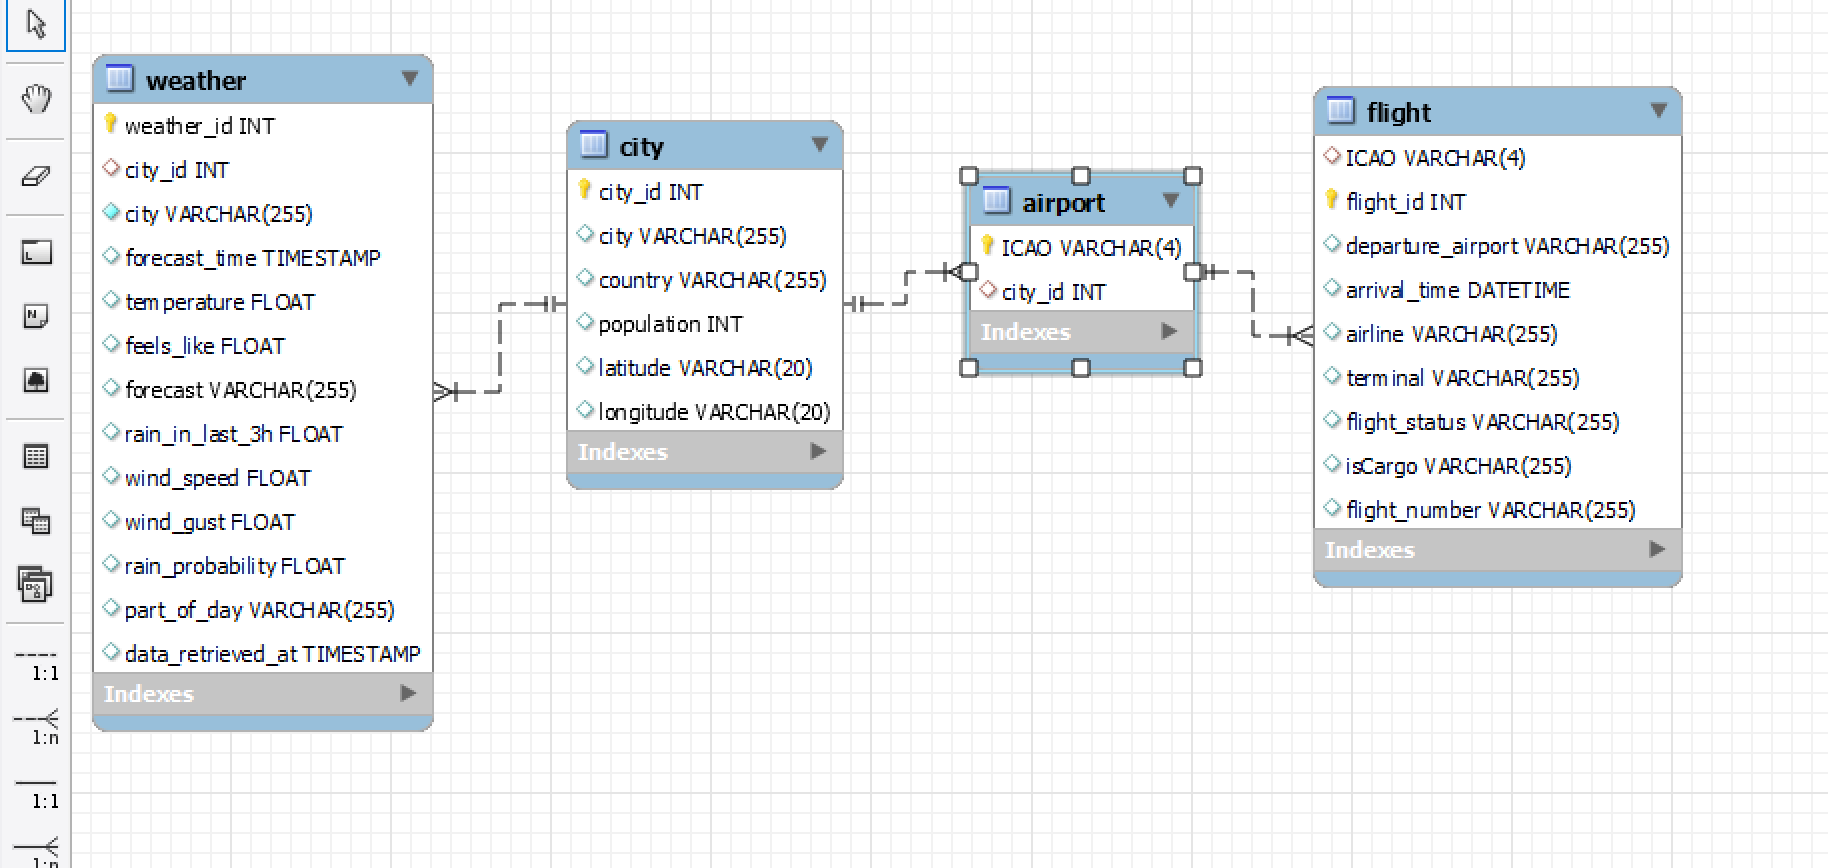 weather
weather_id INT
city_id INT
city VARCHAR(255)
forecast_time TIMESTAMP
temperature FLOAT
feels_like FLOAT
forecast VARCHAR(255)
rain_in_last_3h FLOAT
wind_speed FLOAT
wind_gust FLOAT
rain_probability FLOAT
part_of_day VARCHAR(255)
data_retrieved_at TIMESTAMP
Indexes
city
city_id INT
city VARCHAR(255)
country VARCHAR(255)
population INT
latitude VARCHAR(20)
longitude VARCHAR(20)
Indexes
airport
ICAO VARCHAR(4)
city_id INT
Indexes
flight
ICAO VARCHAR(4)
flight_id INT
departure_airport VARCHAR(255)
arrival_time DATETIME
airline VARCHAR(255)
terminal VARCHAR(255)
flight_status VARCHAR(255)
isCargo VARCHAR(255)
flight_number VARCHAR(255)
Indexes
1:1
1:n
1:1
1:n